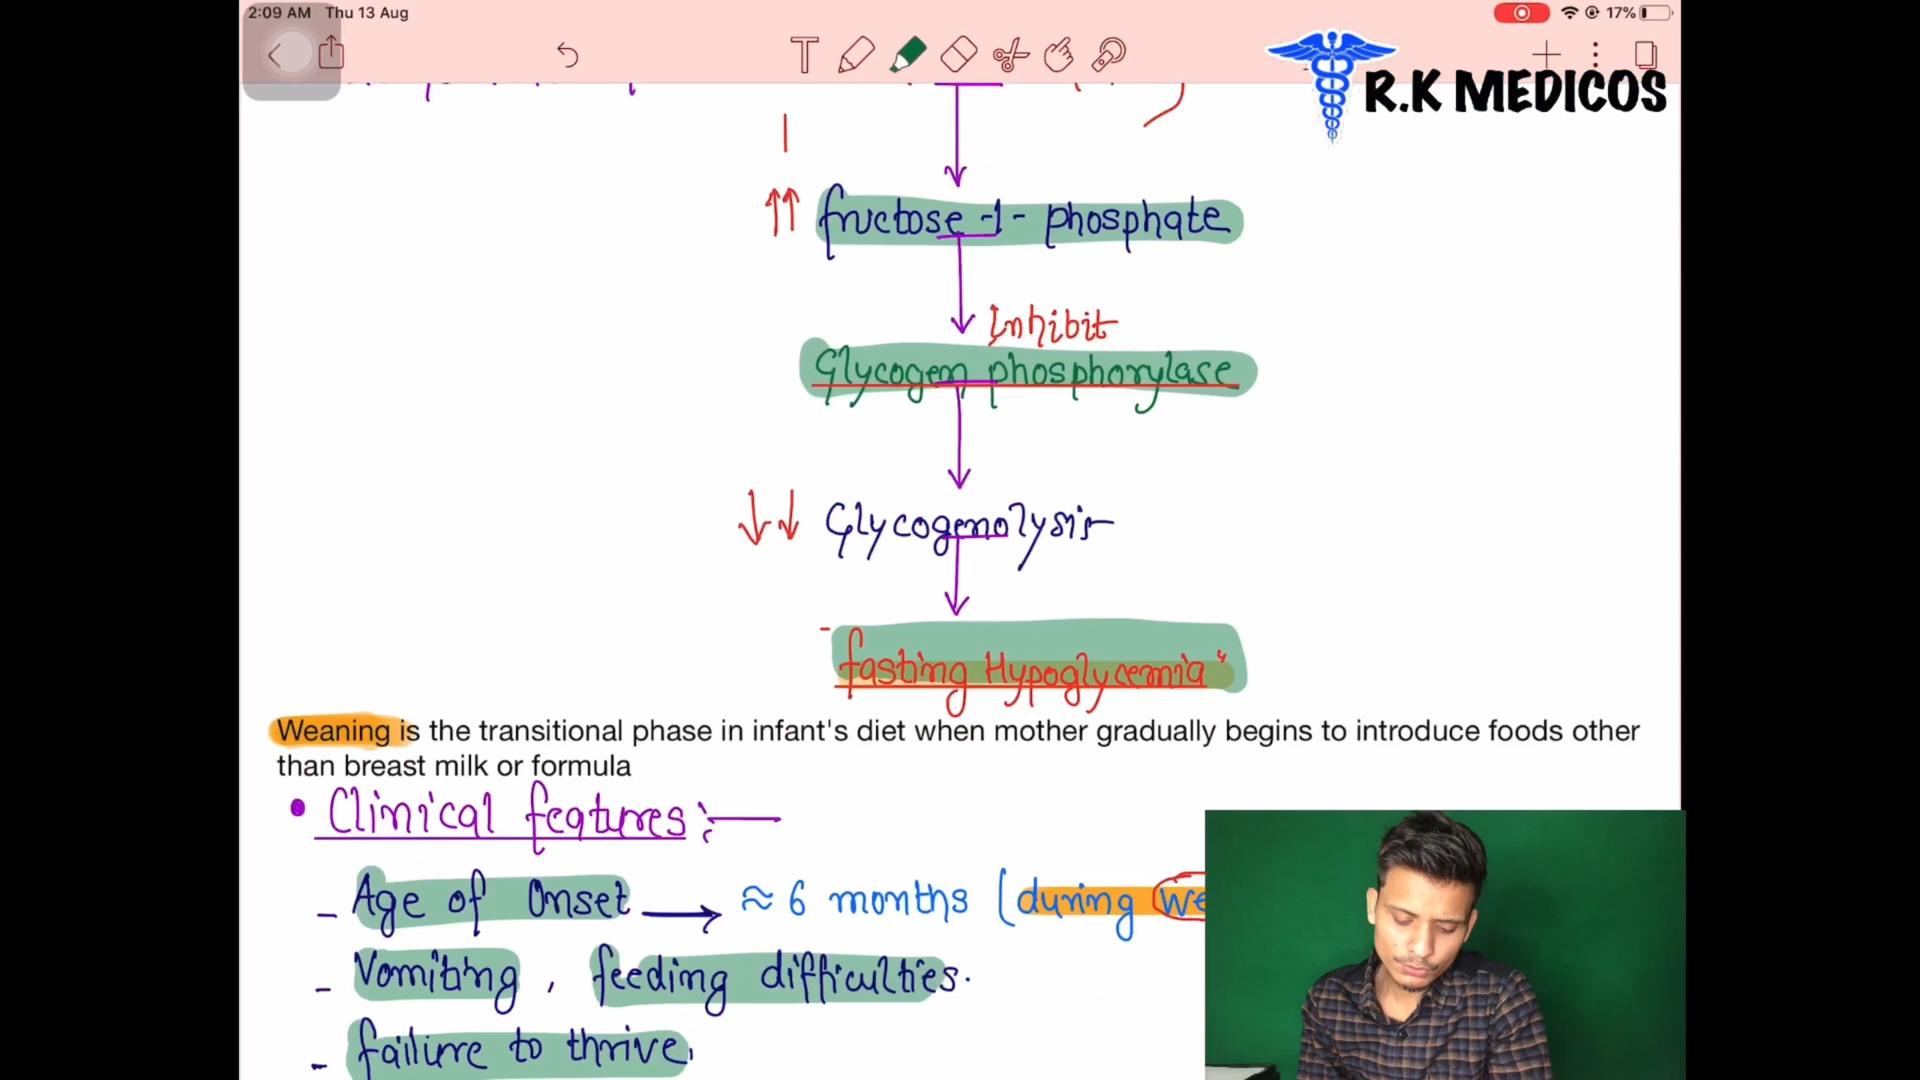 2:09 AM Thu 13 Aug
17%
T
R.K MEDICOS
↑↑ fructose-1-phosphate
Inhibit
Glycogen phosphorylase
↓↓ Glycogenolysis
fasting Hypoglycemia"
Weaning is the transitional phase in infant's diet when mother gradually begins to introduce foods other
than breast milk or formula
• Clinical features:—
- Age of Onset → ≈ 6 months (during We
- Vomiting, feeding difficulties.
- failure to thrive.